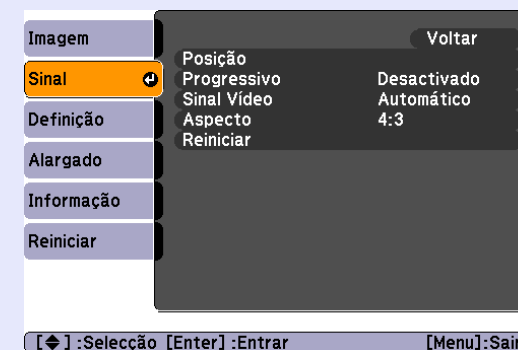 Imagem
Sinal
Definição
Alargado
Informação
Reiniciar
Voltar
Posição
Progressivo Desactivado
Sinal Vídeo Automático
Aspecto 4:3
Reiniciar
[◆] :Selecção [Enter] :Entrar [Menu]:Sair